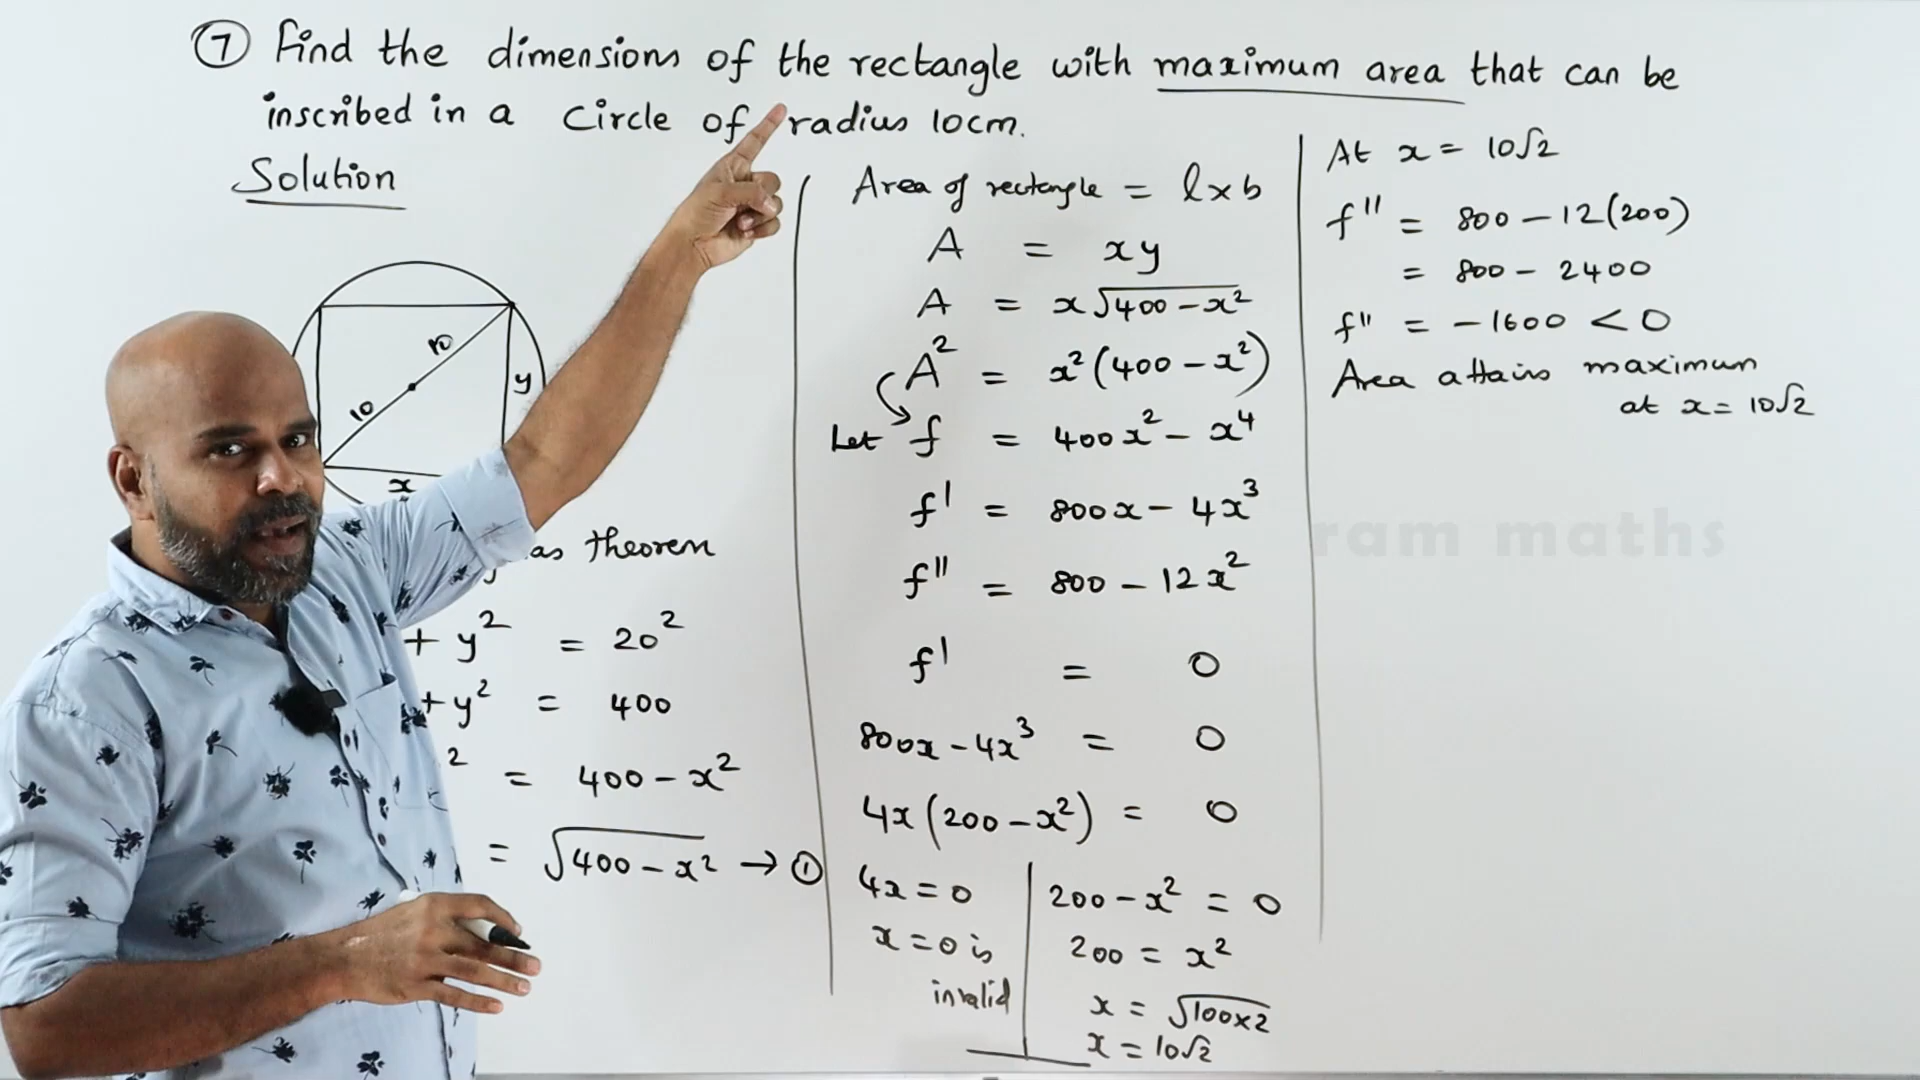 ⑦ Find the dimensions of the rectangle with maximum area that can be
inscribed in a circle of radius 10cm.
Solution
10
10
y
x
as theorem
+ y² = 20²
+ y² = 400
² = 400 - x²
= √400 - x² → ①
Area of rectangle = l x b
A = xy
A = x√400 - x²
A² = x²(400 - x²)
Let f = 400x² - x⁴
f' = 800x - 4x³
f'' = 800 - 12x²
f' = 0
800x - 4x³ = 0
4x(200 - x²) = 0
4x = 0
x = 0 is
invalid
200 - x² = 0
200 = x²
x = √100x2
x = 10√2
At x = 10√2
f'' = 800 - 12(200)
= 800 - 2400
f'' = -1600 < 0
Area attains maximum
at x = 10√2
ram maths